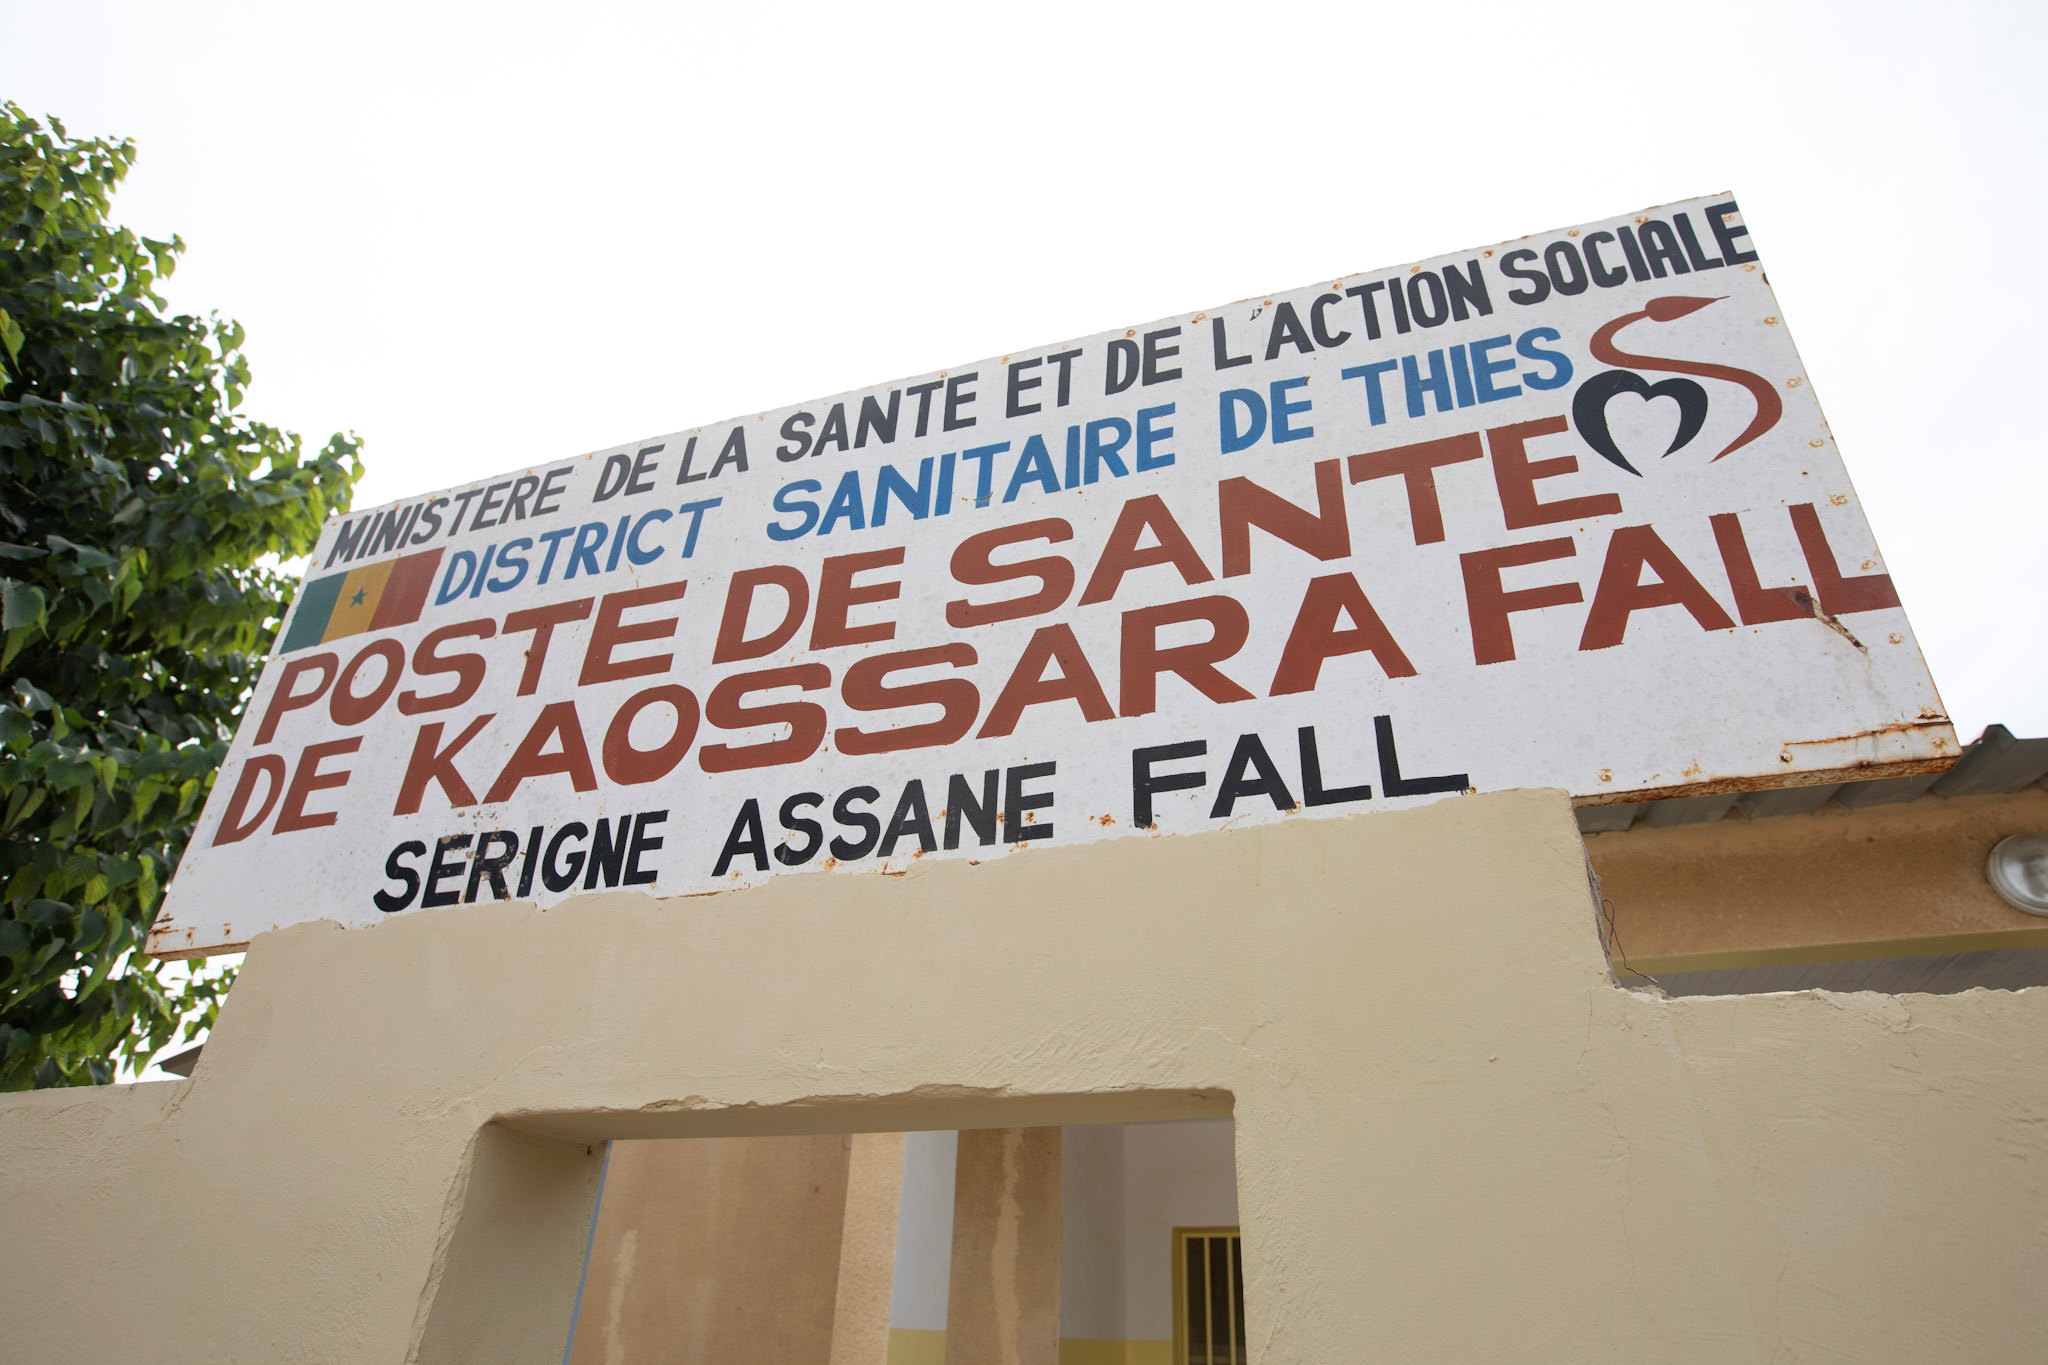 MINISTERE DE LA SANTE ET DE L'ACTION SOCIALE
DISTRICT SANITAIRE DE THIES
POSTE DE SANTE
DE KAOSSARA FALL
SERIGNE ASSANE FALL